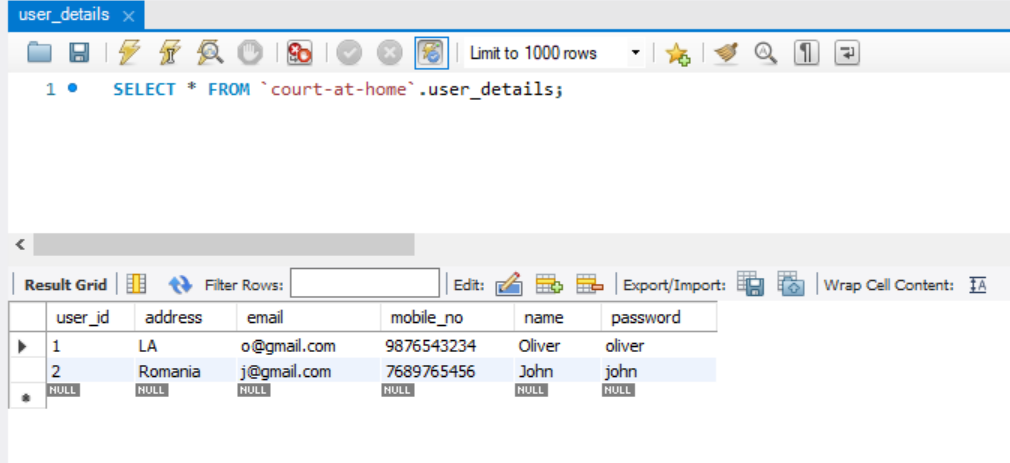 user_details
Limit to 1000 rows
1 SELECT * FROM `court-at-home`.user_details;
Result Grid Filter Rows: Edit: Export/Import: Wrap Cell Content: IA
user_id address email mobile_no name password
1 LA o@gmail.com 9876543234 Oliver oliver
2 Romania j@gmail.com 7689765456 John john
NULL NULL NULL NULL NULL NULL